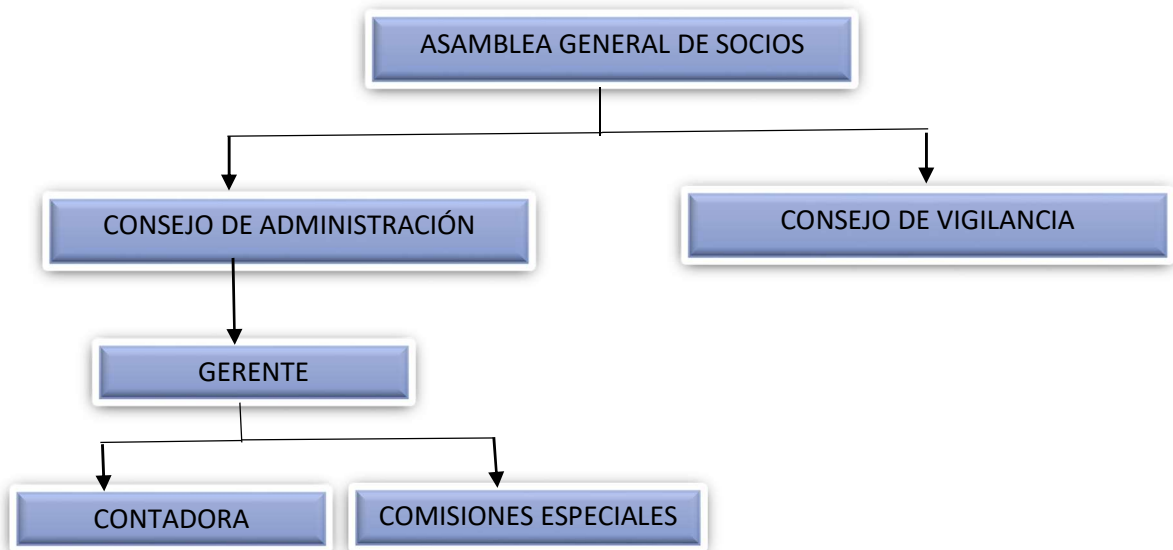 ASAMBLEA GENERAL DE SOCIOS
CONSEJO DE ADMINISTRACIÓN
CONSEJO DE VIGILANCIA
GERENTE
CONTADORA
COMISIONES ESPECIALES